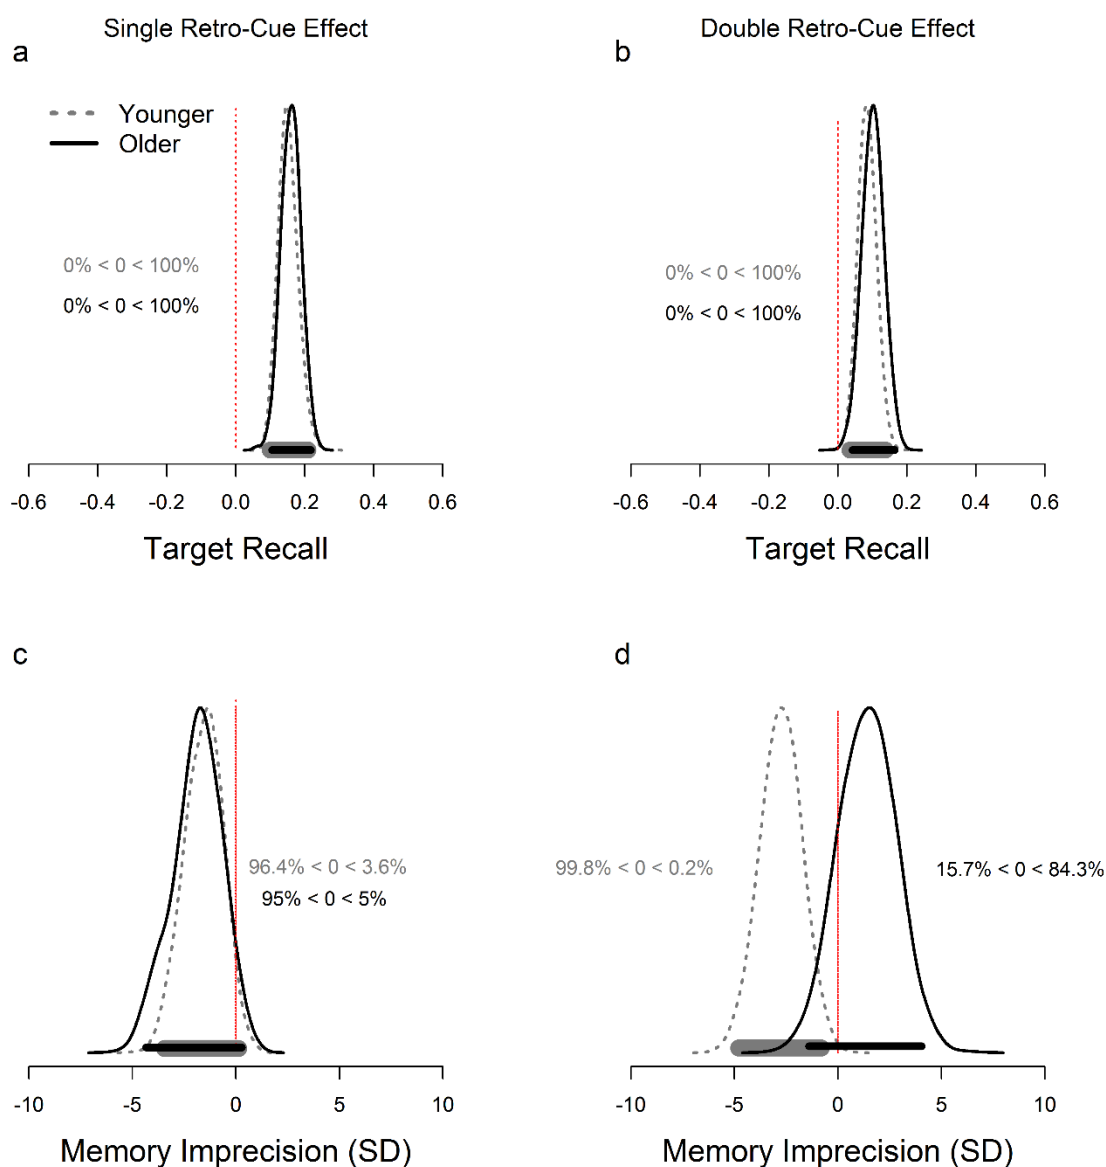 Single Retro-Cue Effect
a
Younger
Older
0% < 0 < 100%
0% < 0 < 100%
-0.6 -0.4 -0.2 0.0 0.2 0.4 0.6
Target Recall
Double Retro-Cue Effect
b
0% < 0 < 100%
0% < 0 < 100%
-0.6 -0.4 -0.2 0.0 0.2 0.4 0.6
Target Recall
c
96.4% < 0 < 3.6%
95% < 0 < 5%
-10 -5 0 5 10
Memory Imprecision (SD)
d
99.8% < 0 < 0.2%
15.7% < 0 < 84.3%
-10 -5 0 5 10
Memory Imprecision (SD)